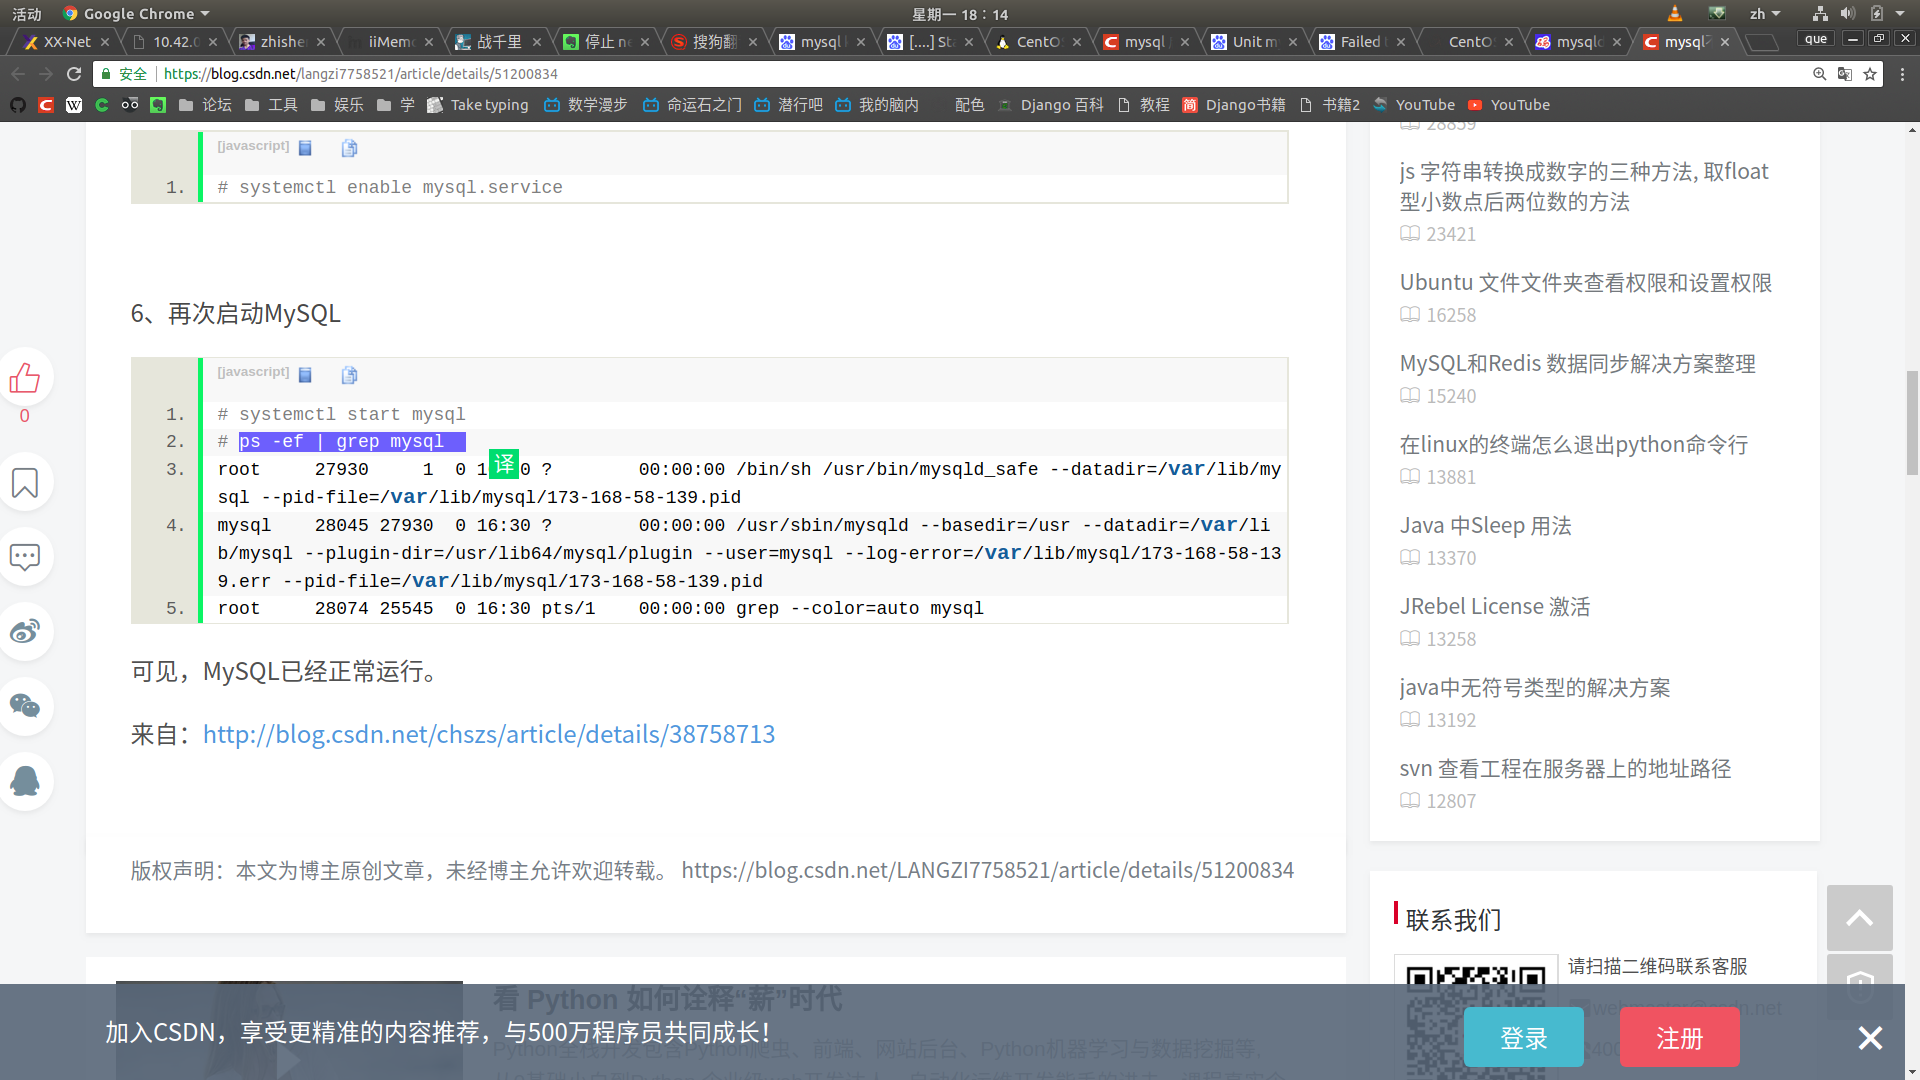 活动 Google Chrome 星期一 18：14 zh
XX-Net 10.42.0 zhishe iiMemo 战千里 停止 n 搜狗翻 mysql [....] St CentO mysql Unit m Failed CentO mysqld mysql que
安全 https://blog.csdn.net/langzi7758521/article/details/51200834
论坛 工具 娱乐 学 Take typing 数学漫步 命运石之门 潜行吧 我的脑内 配色 Django 百科 教程 Django书籍 书籍2 YouTube YouTube
[javascript]
1. # systemctl enable mysql.service
6、再次启动MySQL
[javascript]
1. # systemctl start mysql
2. # ps -ef | grep mysql
译
3. root 27930 1 0 1 0 ? 00:00:00 /bin/sh /usr/bin/mysqld_safe --datadir=/var/lib/my
sql --pid-file=/var/lib/mysql/173-168-58-139.pid
4. mysql 28045 27930 0 16:30 ? 00:00:00 /usr/sbin/mysqld --basedir=/usr --datadir=/var/li
b/mysql --plugin-dir=/usr/lib64/mysql/plugin --user=mysql --log-error=/var/lib/mysql/173-168-58-13
9.err --pid-file=/var/lib/mysql/173-168-58-139.pid
5. root 28074 25545 0 16:30 pts/1 00:00:00 grep --color=auto mysql
可见，MySQL已经正常运行。
来自：http://blog.csdn.net/chszs/article/details/38758713
版权声明：本文为博主原创文章，未经博主允许欢迎转载。 https://blog.csdn.net/LANGZI7758521/article/details/51200834
0
28859
js 字符串转换成数字的三种方法, 取float
型小数点后两位数的方法
23421
Ubuntu 文件文件夹查看权限和设置权限
16258
MySQL和Redis 数据同步解决方案整理
15240
在linux的终端怎么退出python命令行
13881
Java 中Sleep 用法
13370
JRebel License 激活
13258
java中无符号类型的解决方案
13192
svn 查看工程在服务器上的地址路径
12807
联系我们
请扫描二维码联系客服
webmaster@csdn.net
400
看 Python 如何诠释“薪”时代
Python全栈开发包含Python爬虫、前端、网站后台、Python机器学习与数据挖掘等,
加入CSDN，享受更精准的内容推荐，与500万程序员共同成长！
登录 注册